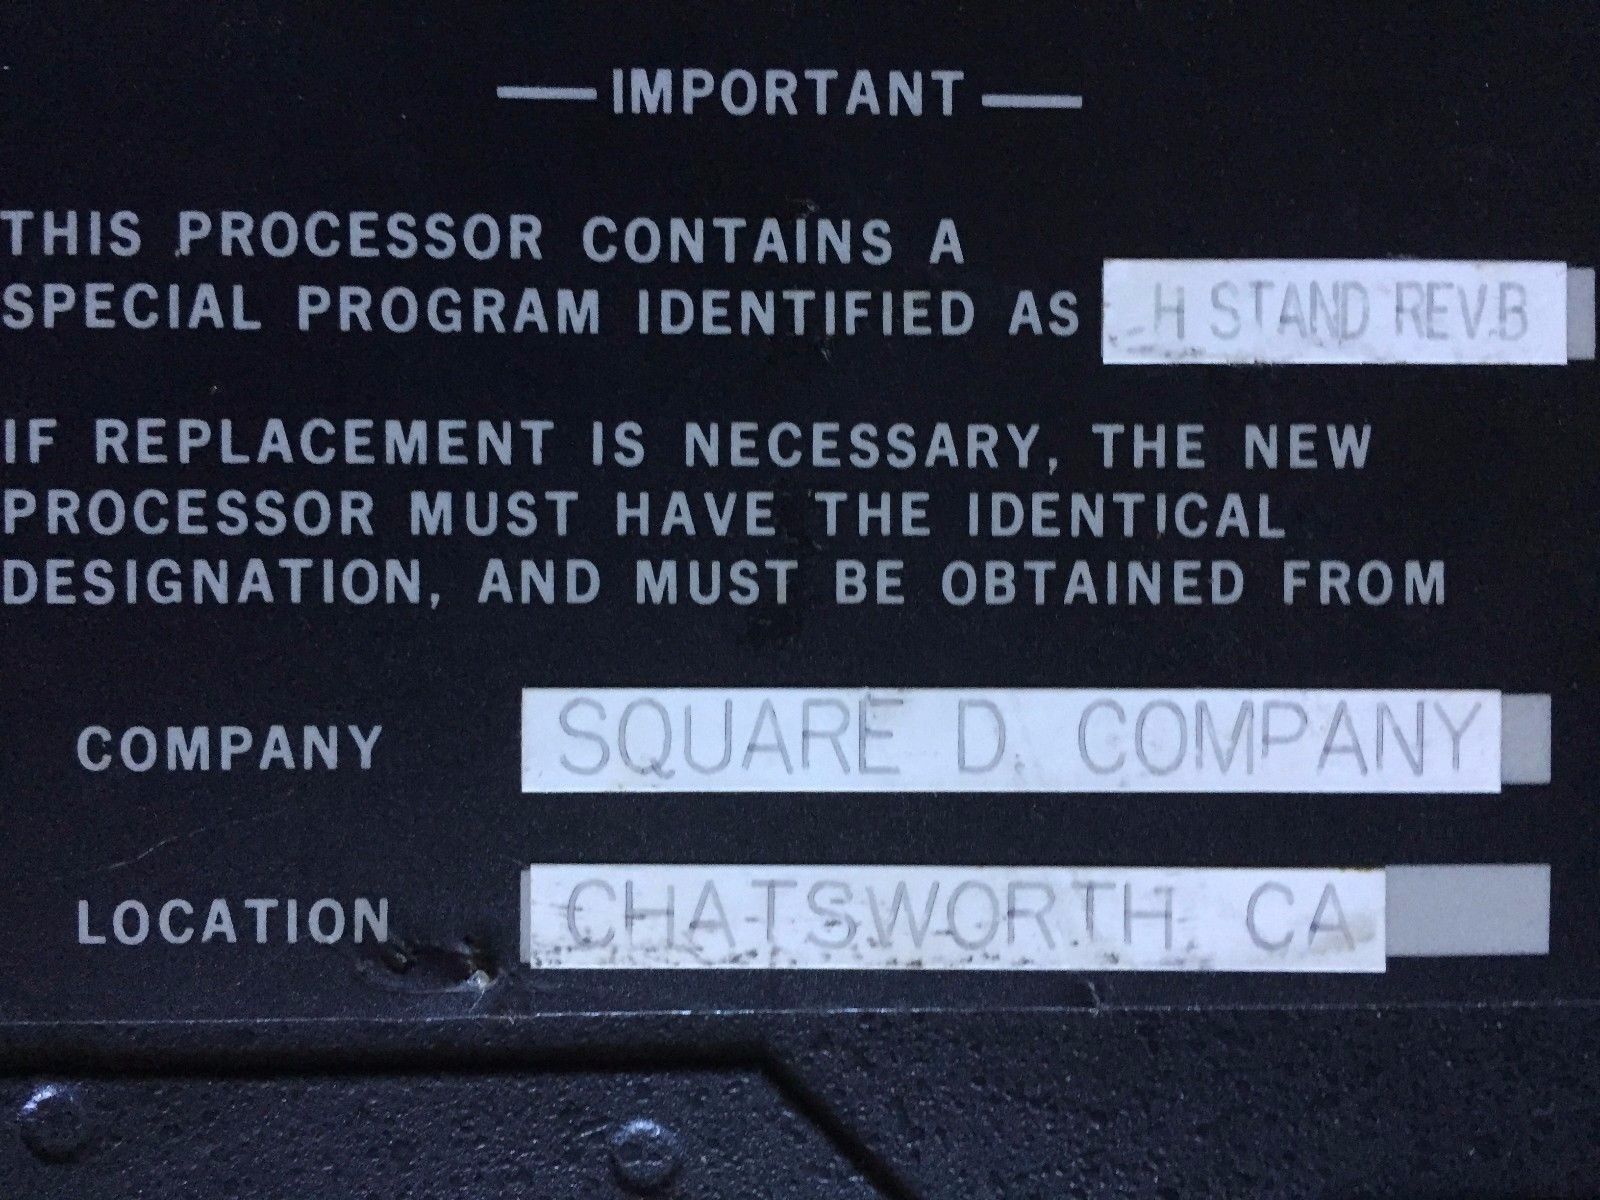 IMPORTANT
THIS PROCESSOR CONTAINS A
SPECIAL PROGRAM IDENTIFIED AS H STAND REV.B
IF REPLACEMENT IS NECESSARY, THE NEW
PROCESSOR MUST HAVE THE IDENTICAL
DESIGNATION, AND MUST BE OBTAINED FROM
COMPANY SQUARE D. COMPANY
LOCATION CHATSWORTH, CA